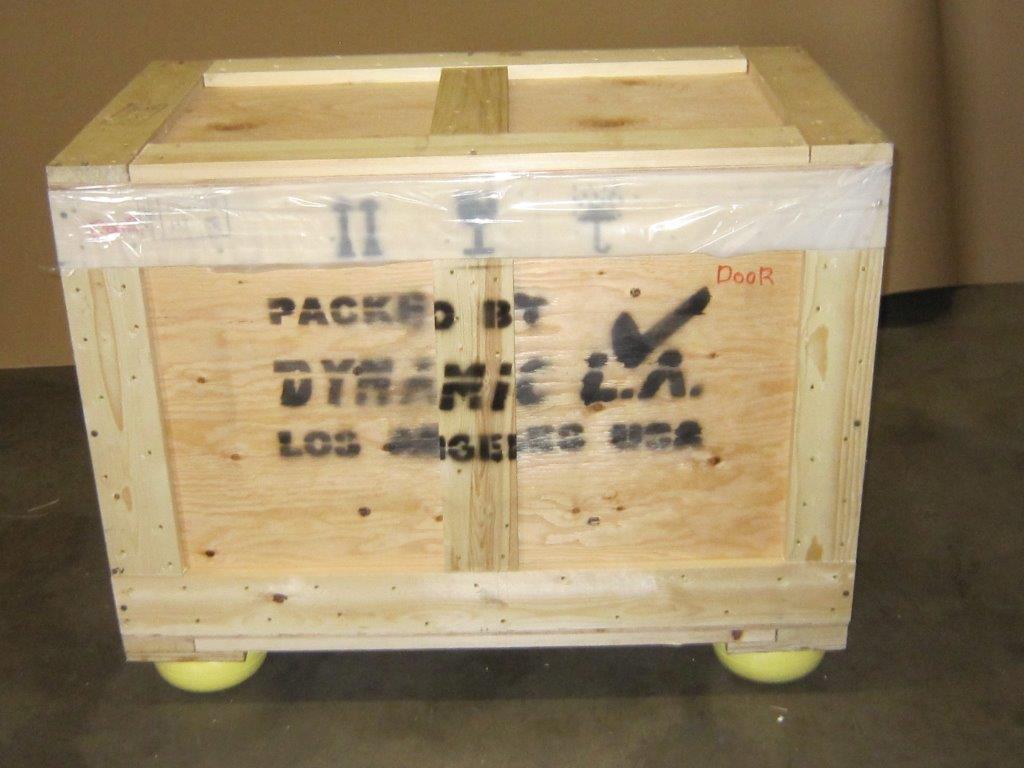 DOOR
PACKED BY
DYNAMIC L.A.
LOS ANGELES USA